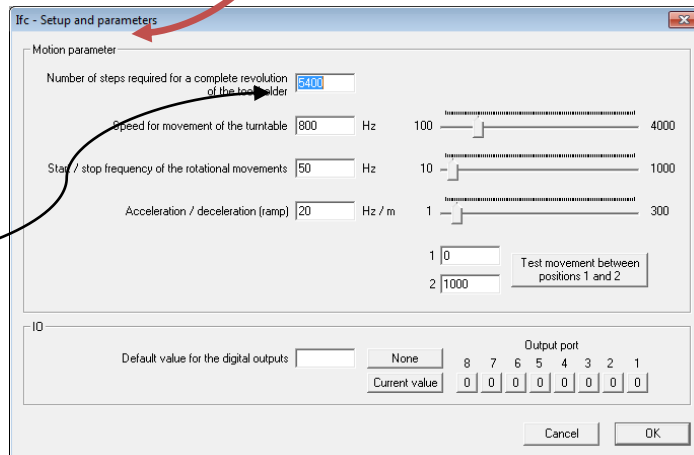 Ifc - Setup and parameters
Motion parameter
Number of steps required for a complete revolution
of the toolholder 5400
Speed for movement of the turntable 800 Hz 100 4000
Start / stop frequency of the rotational movements 50 Hz 10 1000
Acceleration / deceleration (ramp) 20 Hz / m 1 300
1 0
2 1000
Test movement between
positions 1 and 2
IO
Default value for the digital outputs
None
Current value
Output port
8 7 6 5 4 3 2 1
0 0 0 0 0 0 0 0
Cancel OK